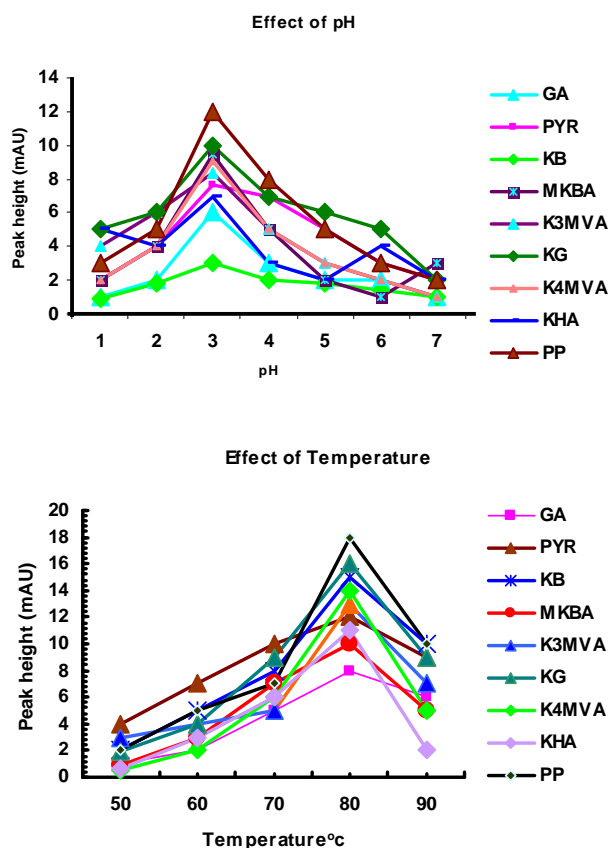 Effect of pH
Peak height (mAU)
14
12
10
8
6
4
2
0
1 2 3 4 5 6 7
pH
GA
PYR
KB
MKBA
K3MVA
KG
K4MVA
KHA
PP
Effect of Temperature
Peak height (mAU)
20
18
16
14
12
10
8
6
4
2
0
50 60 70 80 90
Temperature°c
GA
PYR
KB
MKBA
K3MVA
KG
K4MVA
KHA
PP